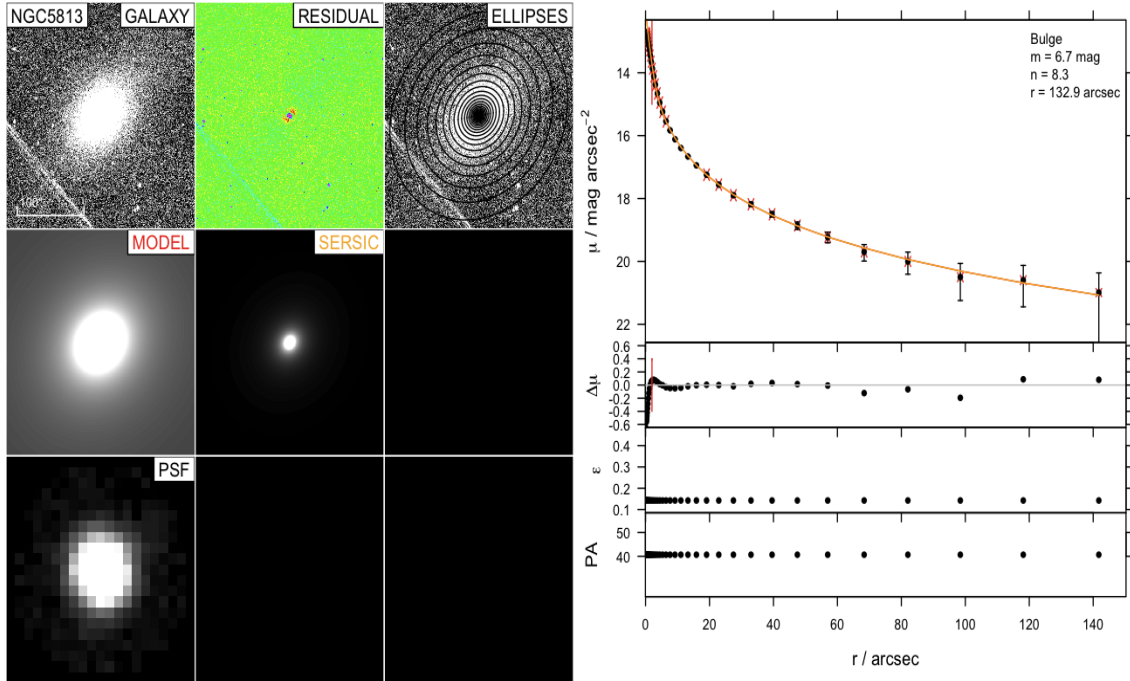 NGC5813
GALAXY
RESIDUAL
ELLIPSES
100"
MODEL
SERSIC
PSF
Bulge
m = 6.7 mag
n = 8.3
r = 132.9 arcsec
14
16
18
20
22
μ / mag arcsec⁻²
0.6
0.4
0.2
0.0
-0.2
-0.4
-0.6
Δμ
0.4
0.3
0.2
0.1
ε
50
40
PA
0 20 40 60 80 100 120 140
r / arcsec